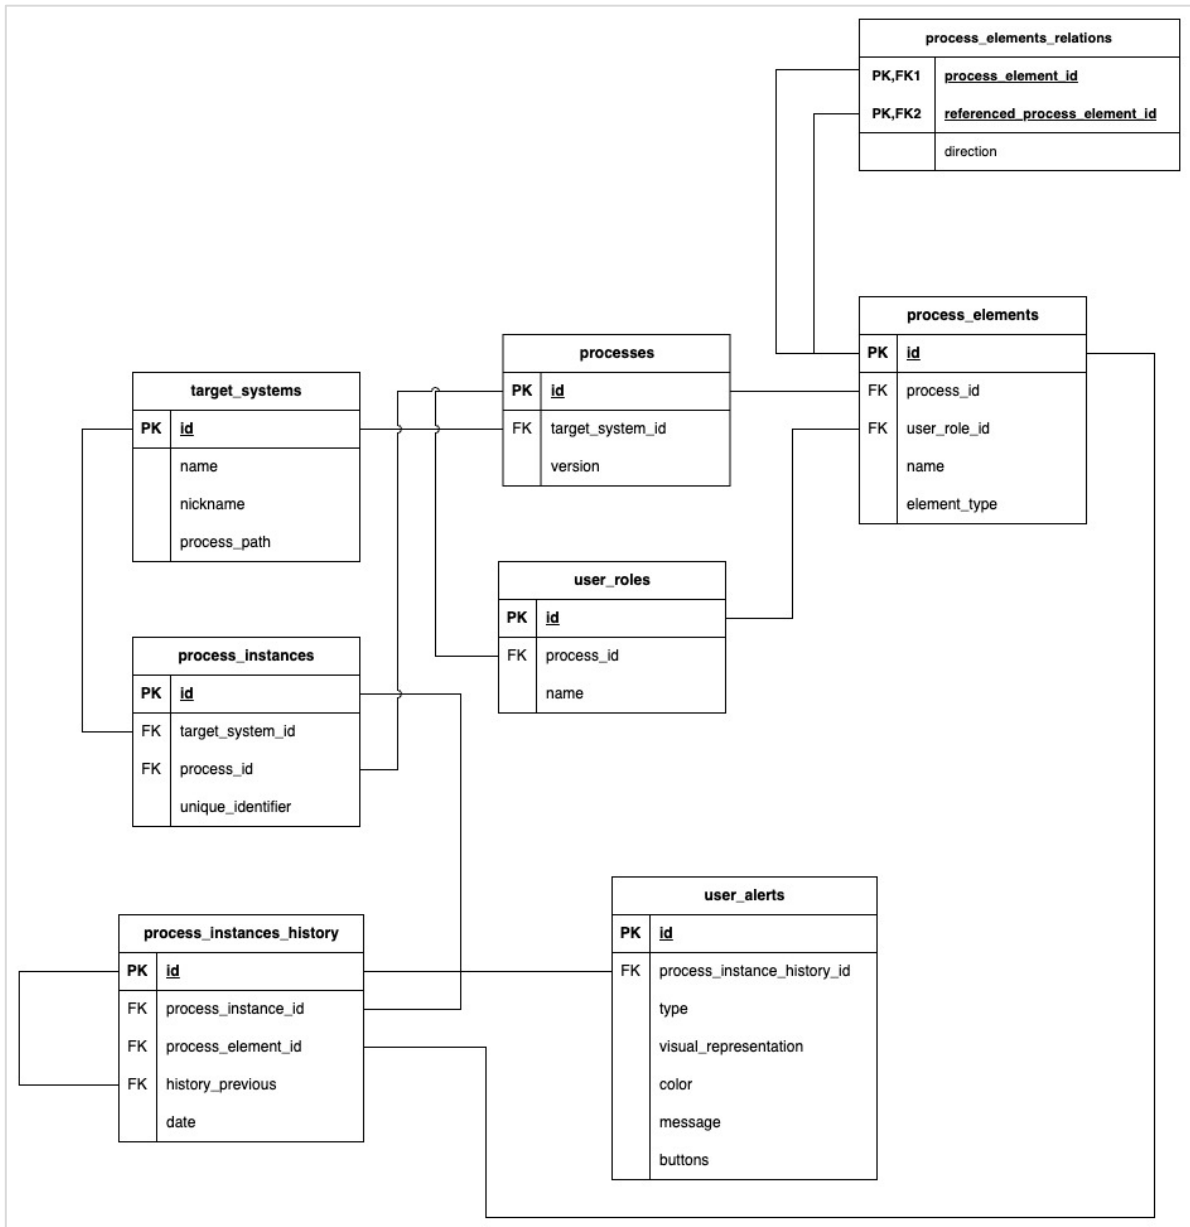 process_elements_relations
PK,FK1 process_element_id
PK,FK2 referenced_process_element_id
direction
process_elements
PK id
FK process_id
FK user_role_id
name
element_type
processes
PK id
FK target_system_id
version
target_systems
PK id
name
nickname
process_path
user_roles
PK id
FK process_id
name
process_instances
PK id
FK target_system_id
FK process_id
unique_identifier
user_alerts
PK id
FK process_instance_history_id
type
visual_representation
color
message
buttons
process_instances_history
PK id
FK process_instance_id
FK process_element_id
FK history_previous
date